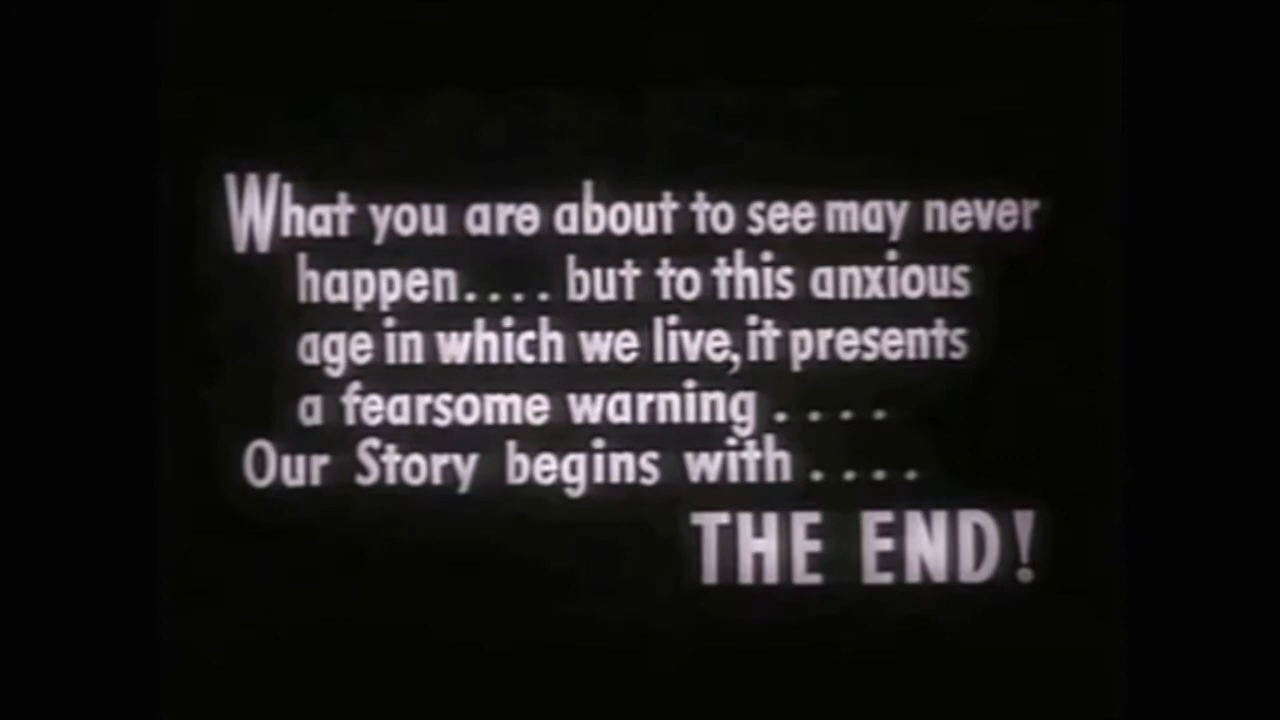 What you are about to see may never
happen.... but to this anxious
age in which we live, it presents
a fearsome warning ....
Our Story begins with ....
THE END!